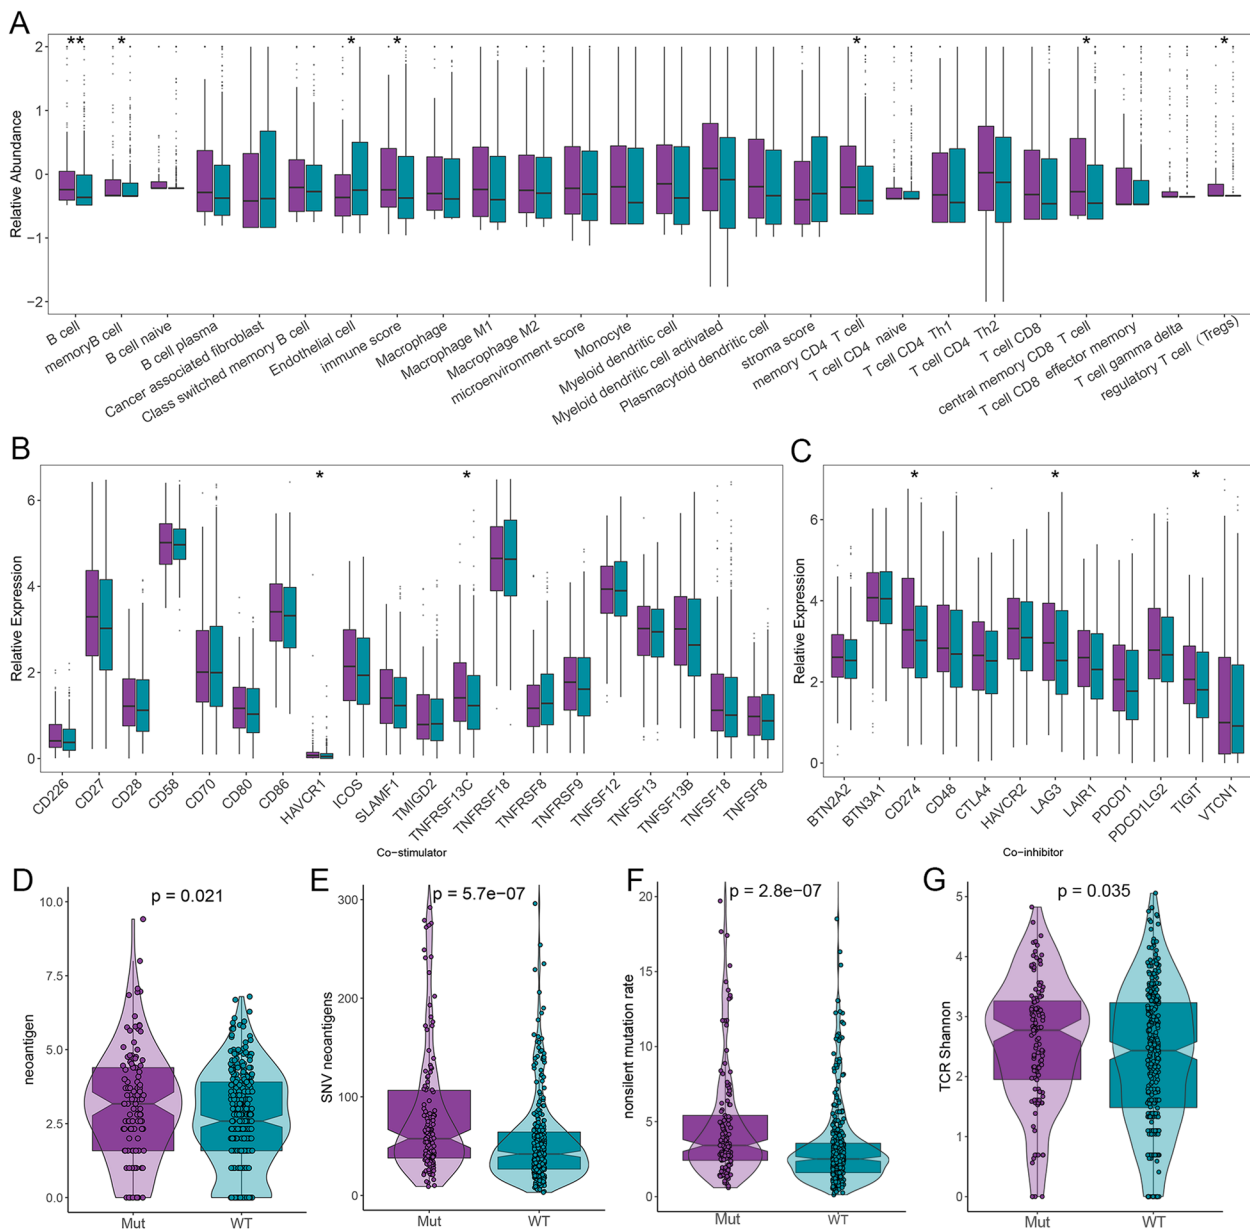 A
** * * * * * *
Relative Abundance
2
1
0
−1
−2
B cell
memoryB cell
B cell naive
B cell plasma
Cancer associated fibroblast
Class switched memory B cell
Endothelial cell
immune score
Macrophage
Macrophage M1
Macrophage M2
microenvironment score
Monocyte
Myeloid dendritic cell
Myeloid dendritic cell activated
Plasmacytoid dendritic cell
stroma score
memory CD4 T cell
T cell CD4 naive
T cell CD4 Th1
T cell CD4 Th2
T cell CD8
central memory CD8 T cell
T cell CD8 effector memory
T cell gamma delta
regulatory T cell（Tregs）
B
* *
Relative Expression
6
4
2
0
CD226
CD27
CD28
CD58
CD70
CD80
CD86
HAVCR1
ICOS
SLAMF1
TMIGD2
TNFRSF13C
TNFRSF18
TNFRSF8
TNFRSF9
TNFSF12
TNFSF13
TNFSF13B
TNFSF18
TNFSF8
Co-stimulator
C
* * *
Relative Expression
6
4
2
0
BTN2A2
BTN3A1
CD274
CD48
CTLA4
HAVCR2
LAG3
LAIR1
PDCD1
PDCD1LG2
TIGIT
VTCN1
Co-inhibitor
D
p = 0.021
neoantigen
10.0
7.5
5.0
2.5
0.0
Mut WT
E
p = 5.7e−07
SNV neoantigens
300
200
100
0
Mut WT
F
p = 2.8e−07
nonsilent mutation rate
20
15
10
5
0
Mut WT
G
p = 0.035
TCR Shannon
5
4
3
2
1
0
Mut WT